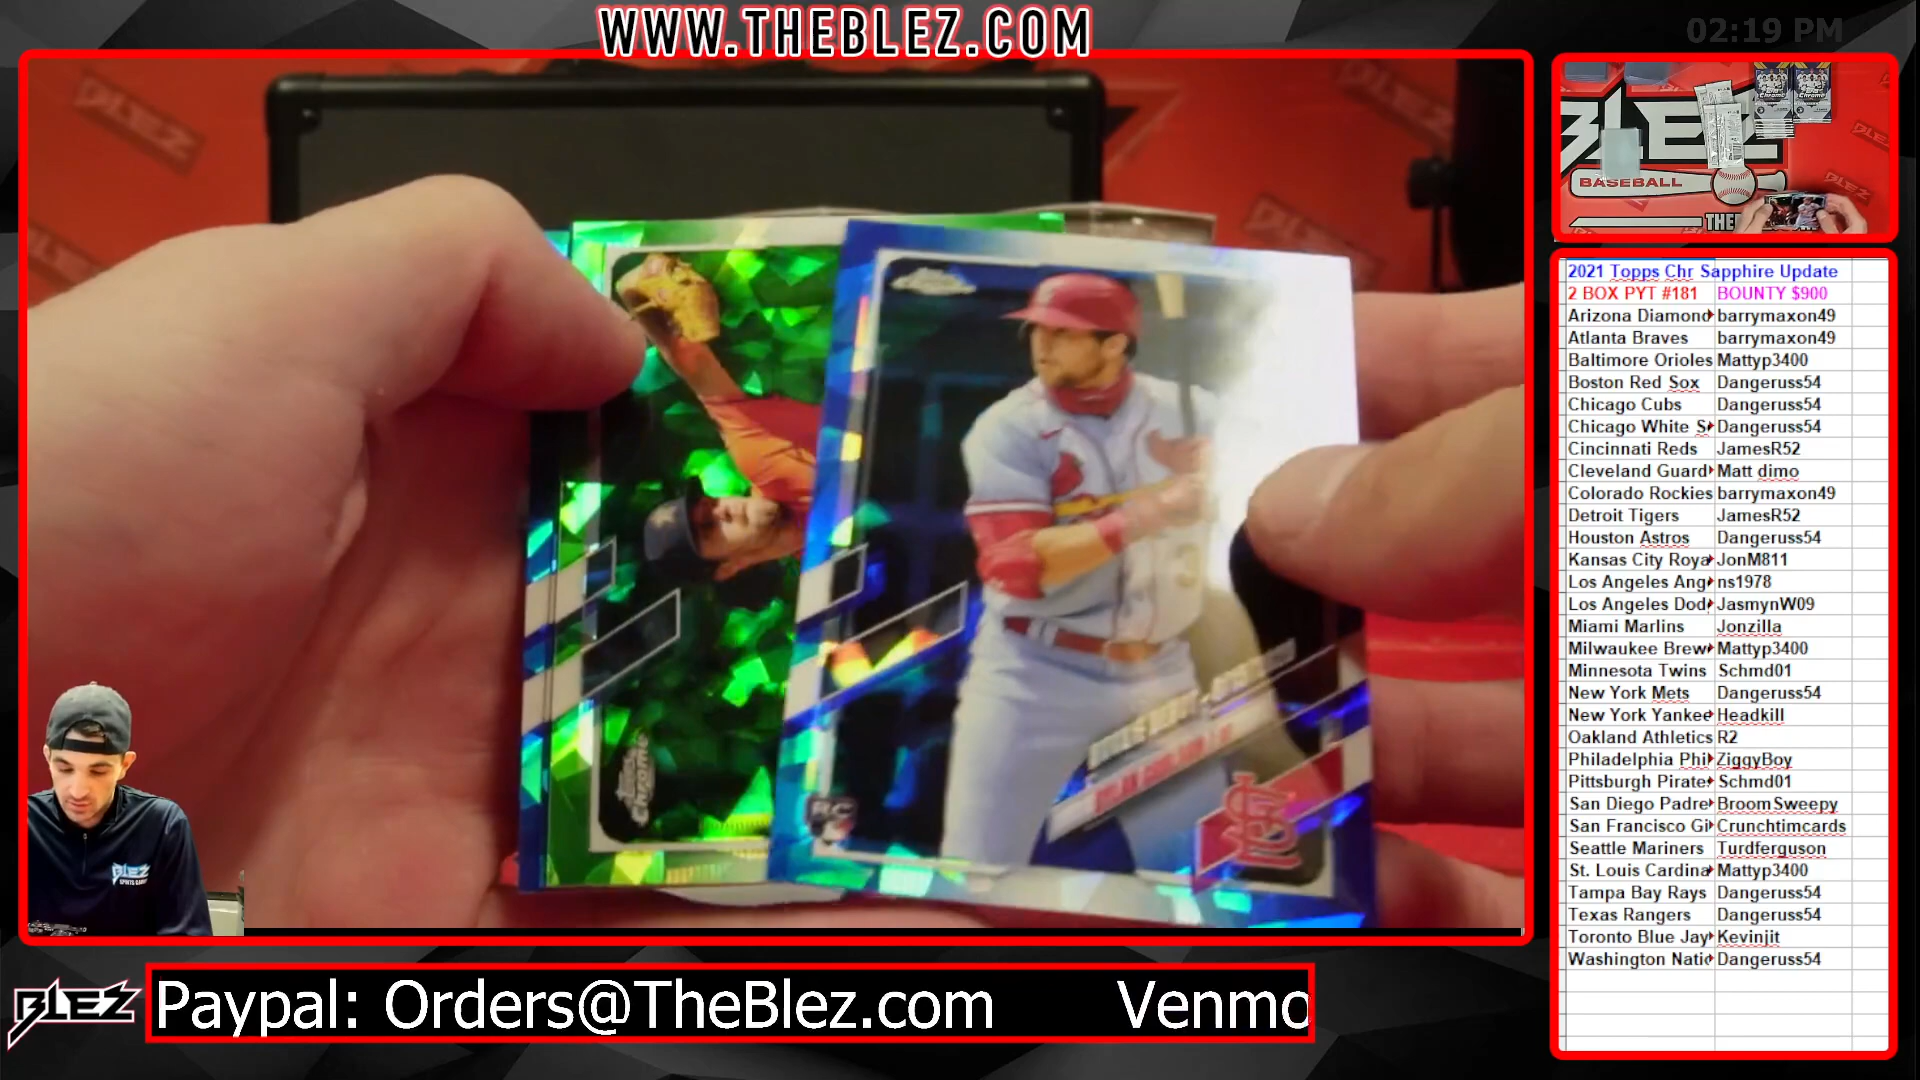 WWW.THEBLEZ.COM
02:19 PM
BLEZ
BASEBALL
THE
Chrome
RC
BLEZ
2021 Topps Chr Sapphire Update
2 BOX PYT #181 BOUNTY $900
Arizona Diamond barrymaxon49
Atlanta Braves barrymaxon49
Baltimore Orioles Mattyp3400
Boston Red Sox Dangeruss54
Chicago Cubs Dangeruss54
Chicago White S Dangeruss54
Cincinnati Reds JamesR52
Cleveland Guard Matt dimo
Colorado Rockies barrymaxon49
Detroit Tigers JamesR52
Houston Astros Dangeruss54
Kansas City Roya JonM811
Los Angeles Ang ns1978
Los Angeles Dod JasmynW09
Miami Marlins Jonzilla
Milwaukee Brew Mattyp3400
Minnesota Twins Schmd01
New York Mets Dangeruss54
New York Yankee Headkill
Oakland Athletics R2
Philadelphia Phi ZiggyBoy
Pittsburgh Pirate Schmd01
San Diego Padre BroomSweepy
San Francisco Gi Crunchtimcards
Seattle Mariners Turdferguson
St. Louis Cardina Mattyp3400
Tampa Bay Rays Dangeruss54
Texas Rangers Dangeruss54
Toronto Blue Jay Kevinjit
Washington Natio Dangeruss54
BLEZ
Paypal: Orders@TheBlez.com Venmo